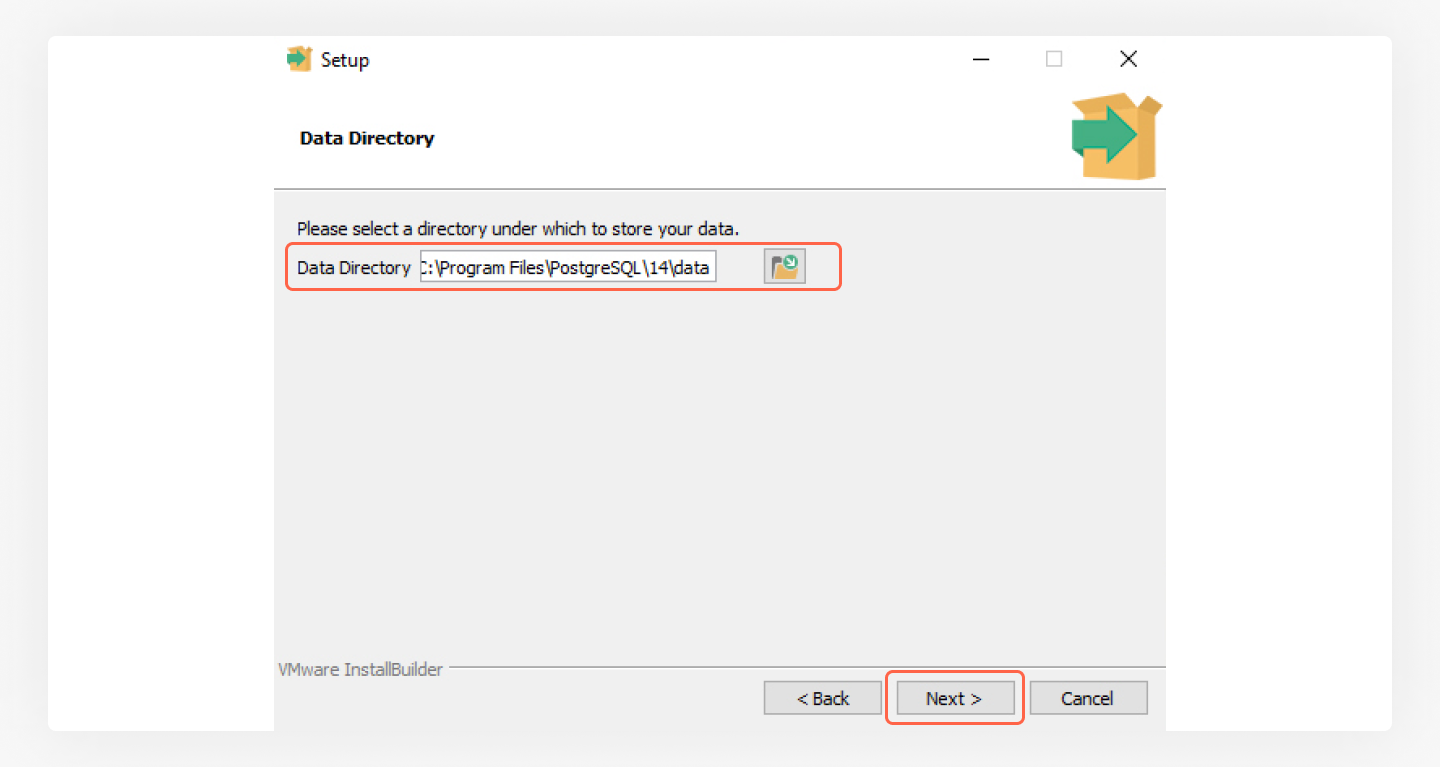 Setup
Data Directory
Please select a directory under which to store your data.
Data Directory C:\Program Files\PostgreSQL\14\data
VMware InstallBuilder
< Back Next > Cancel